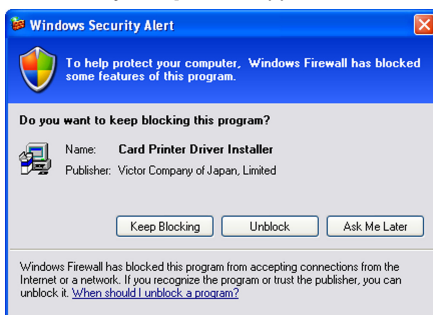 Windows Security Alert
To help protect your computer, Windows Firewall has blocked
some features of this program.
Do you want to keep blocking this program?
Name: Card Printer Driver Installer
Publisher: Victor Company of Japan, Limited
Keep Blocking Unblock Ask Me Later
Windows Firewall has blocked this program from accepting connections from the
Internet or a network. If you recognize the program or trust the publisher, you can
unblock it. When should I unblock a program?